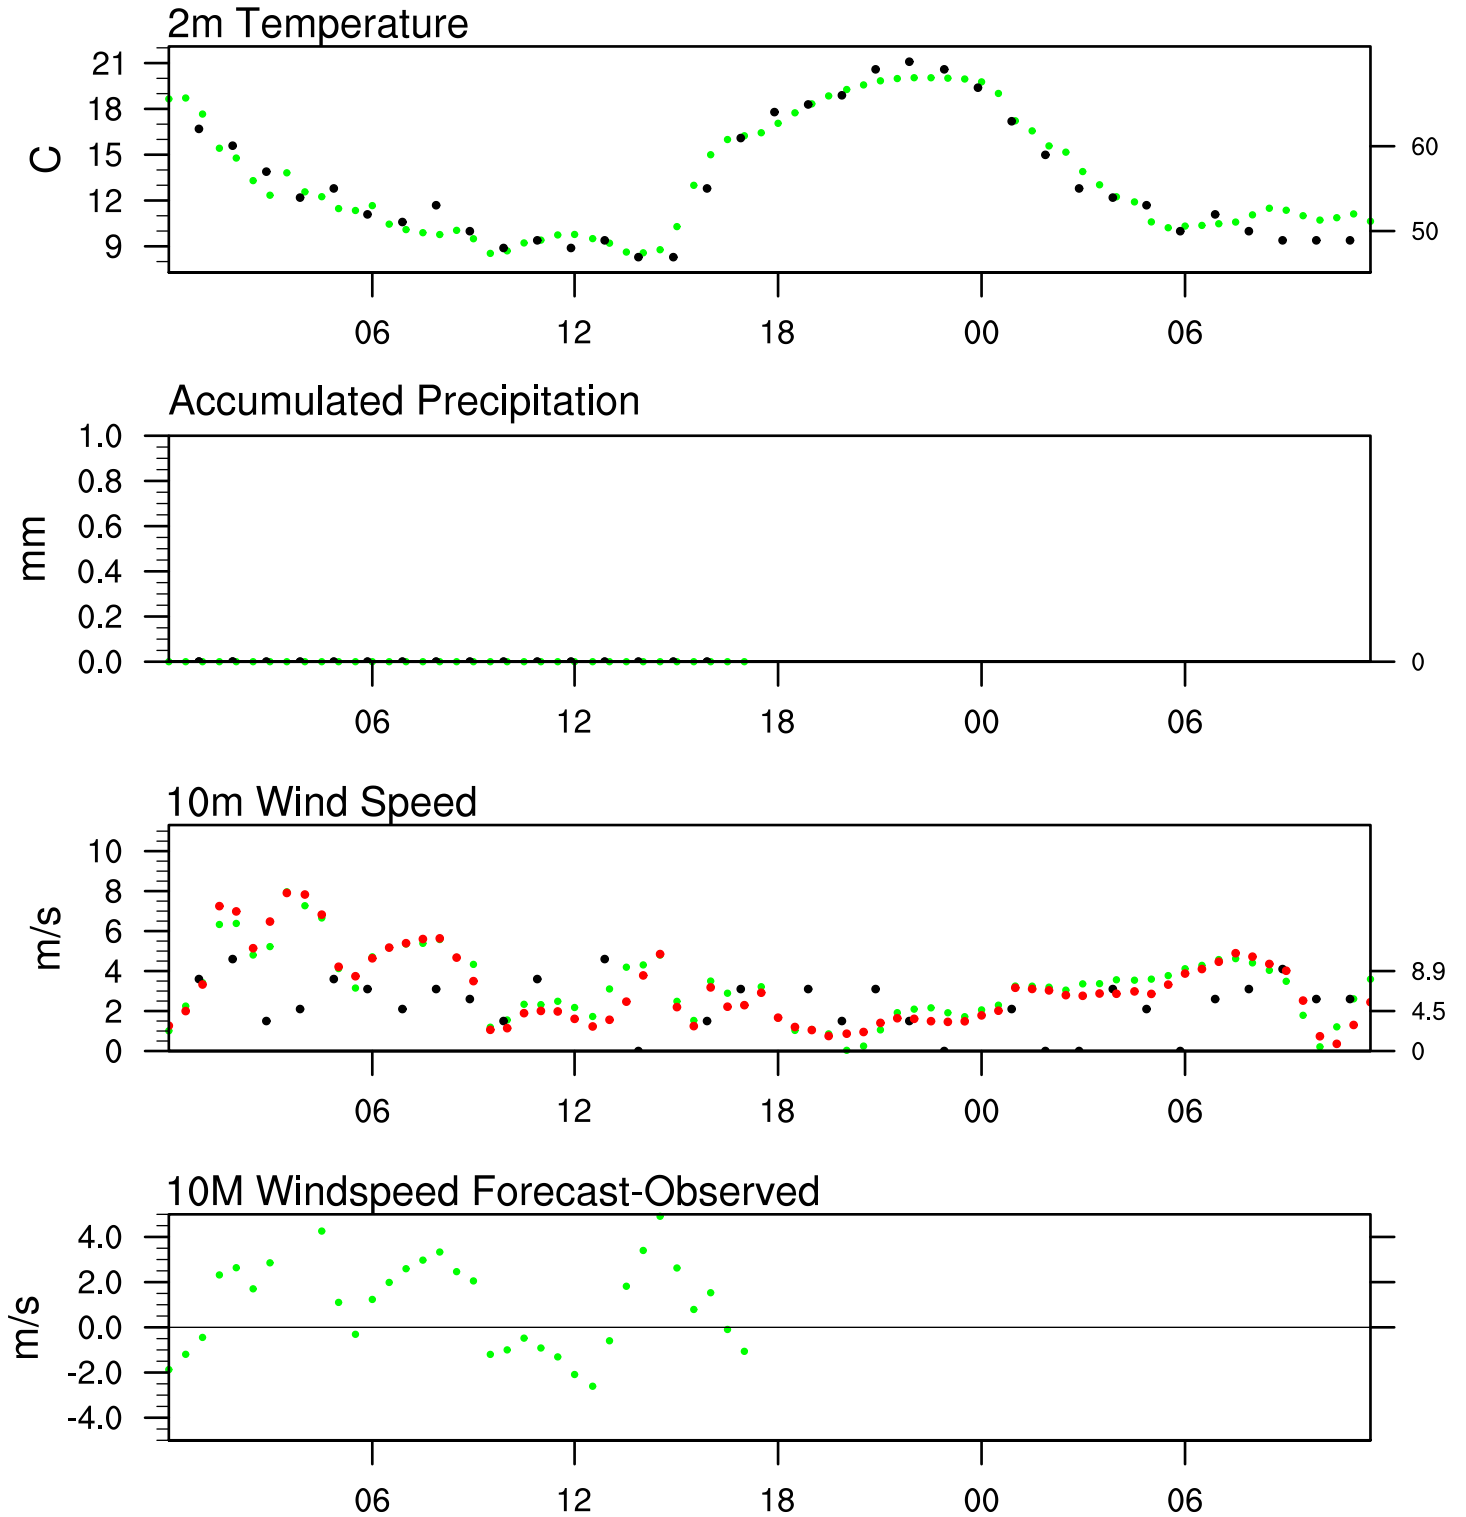 2m Temperature
21
18
15
12
9
C
60
50
06 12 18 00 06
Accumulated Precipitation
1.0
0.8
0.6
0.4
0.2
0.0
mm
0
06 12 18 00 06
10m Wind Speed
10
8
6
4
2
0
m/s
8.9
4.5
0
06 12 18 00 06
10M Windspeed Forecast-Observed
4.0
2.0
0.0
-2.0
-4.0
m/s
06 12 18 00 06